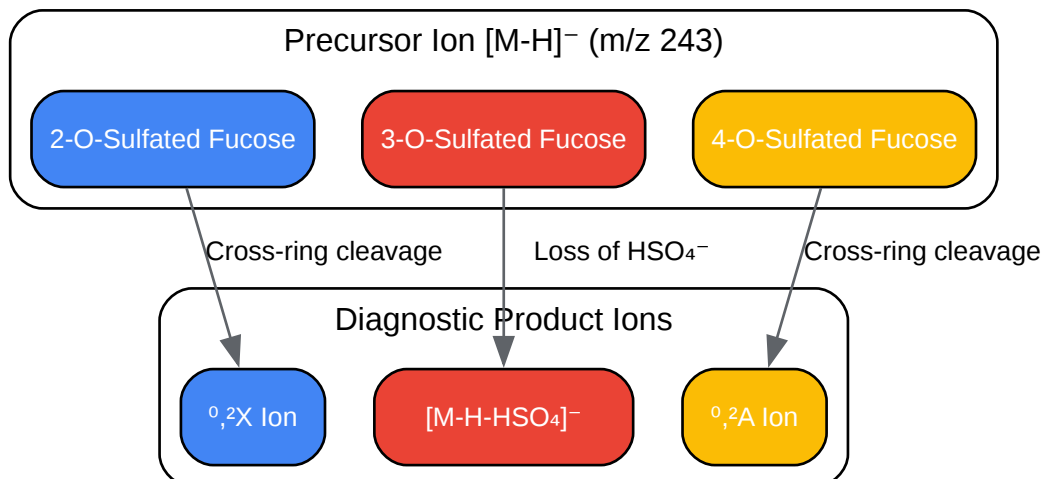 Precursor Ion [M-H]⁻ (m/z 243)
2-O-Sulfated Fucose
3-O-Sulfated Fucose
4-O-Sulfated Fucose
Cross-ring cleavage
Loss of HSO₄⁻
Cross-ring cleavage
Diagnostic Product Ions
⁰,²X Ion
[M-H-HSO₄]⁻
⁰,²A Ion